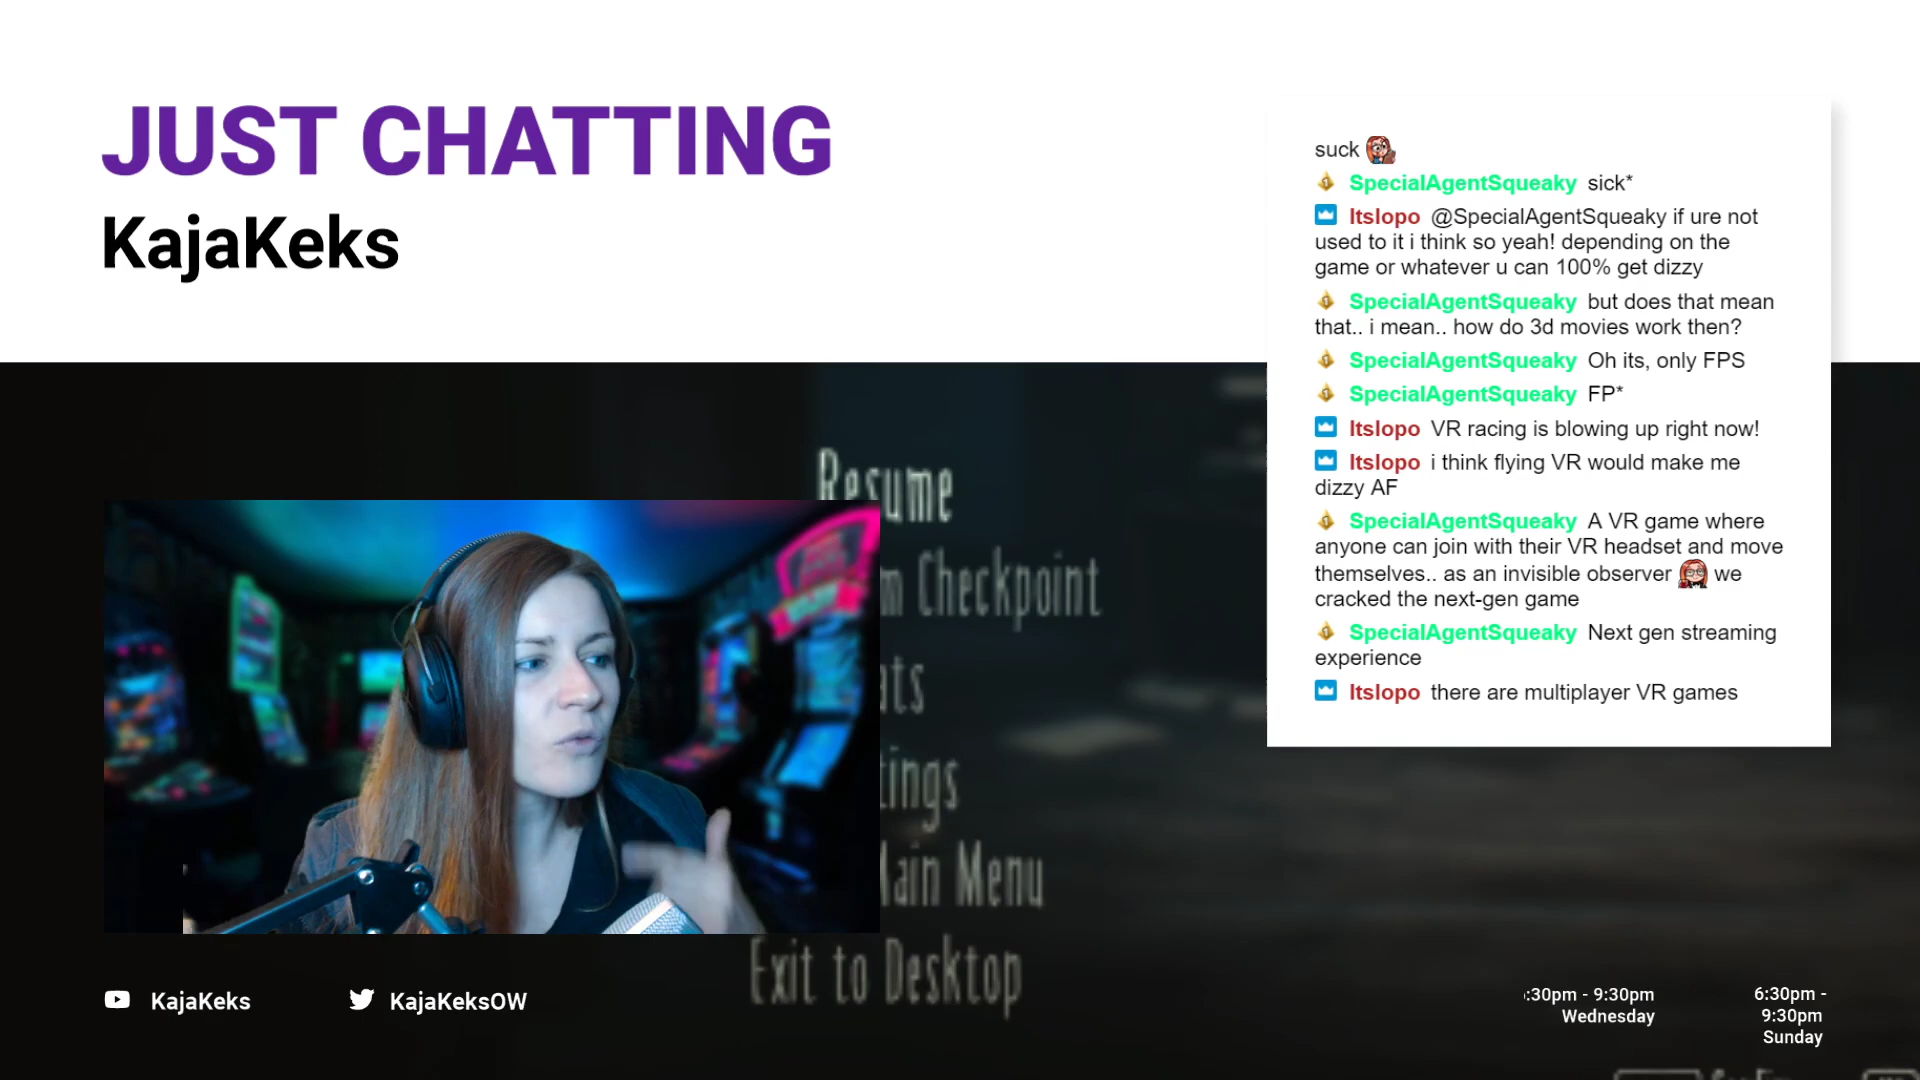 JUST CHATTING
KajaKeks
suck
SpecialAgentSqueaky sick*
Itslopo @SpecialAgentSqueaky if ure not
used to it i think so yeah! depending on the
game or whatever u can 100% get dizzy
SpecialAgentSqueaky but does that mean
that.. i mean.. how do 3d movies work then?
SpecialAgentSqueaky Oh its, only FPS
SpecialAgentSqueaky FP*
Itslopo VR racing is blowing up right now!
Itslopo i think flying VR would make me
dizzy AF
SpecialAgentSqueaky A VR game where
anyone can join with their VR headset and move
themselves.. as an invisible observer we
cracked the next-gen game
SpecialAgentSqueaky Next gen streaming
experience
Itslopo there are multiplayer VR games
Resume
m Checkpoint
ats
tings
Main Menu
Exit to Desktop
KajaKeks
KajaKeksOW
:30pm - 9:30pm
Wednesday
6:30pm -
9:30pm
Sunday